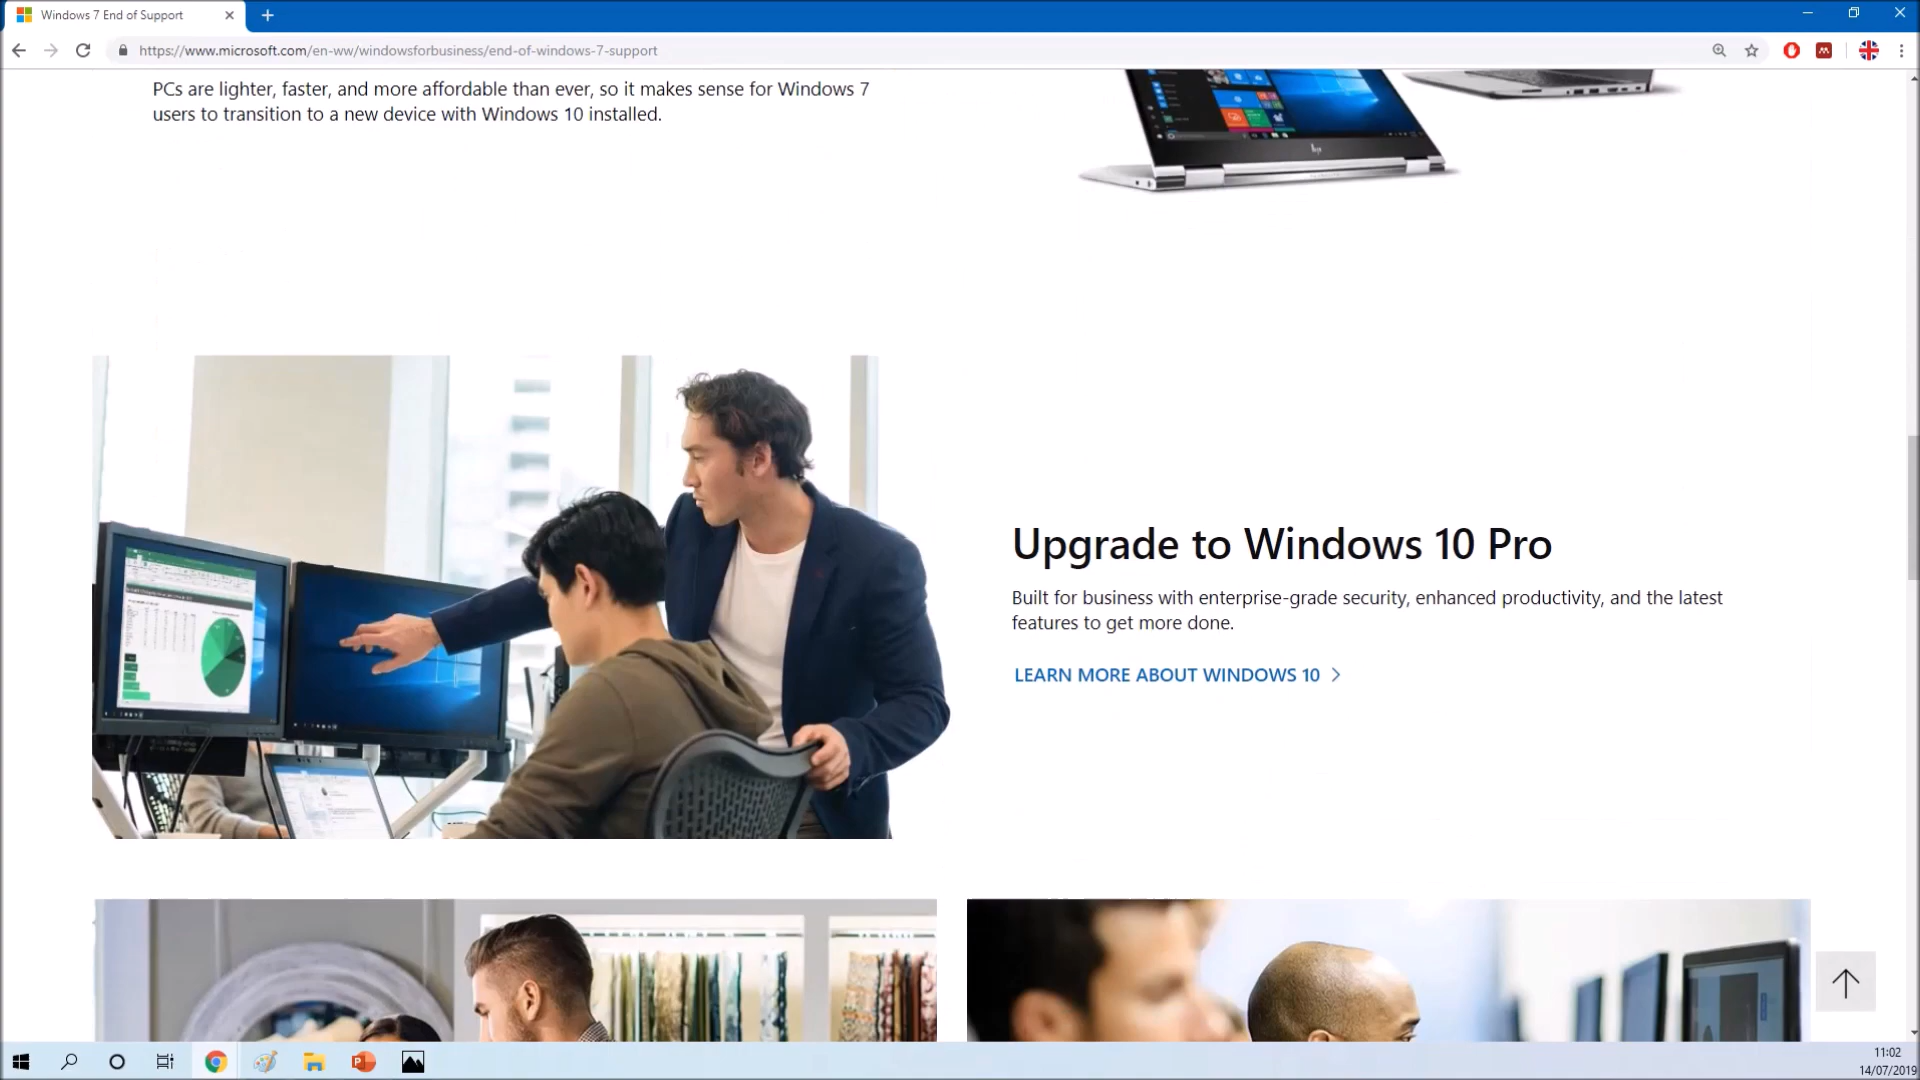 Windows 7 End of Support
https://www.microsoft.com/en-ww/windowsforbusiness/end-of-windows-7-support
PCs are lighter, faster, and more affordable than ever, so it makes sense for Windows 7
users to transition to a new device with Windows 10 installed.
hp
Upgrade to Windows 10 Pro
Built for business with enterprise-grade security, enhanced productivity, and the latest
features to get more done.
LEARN MORE ABOUT WINDOWS 10
11:02
14/07/2019